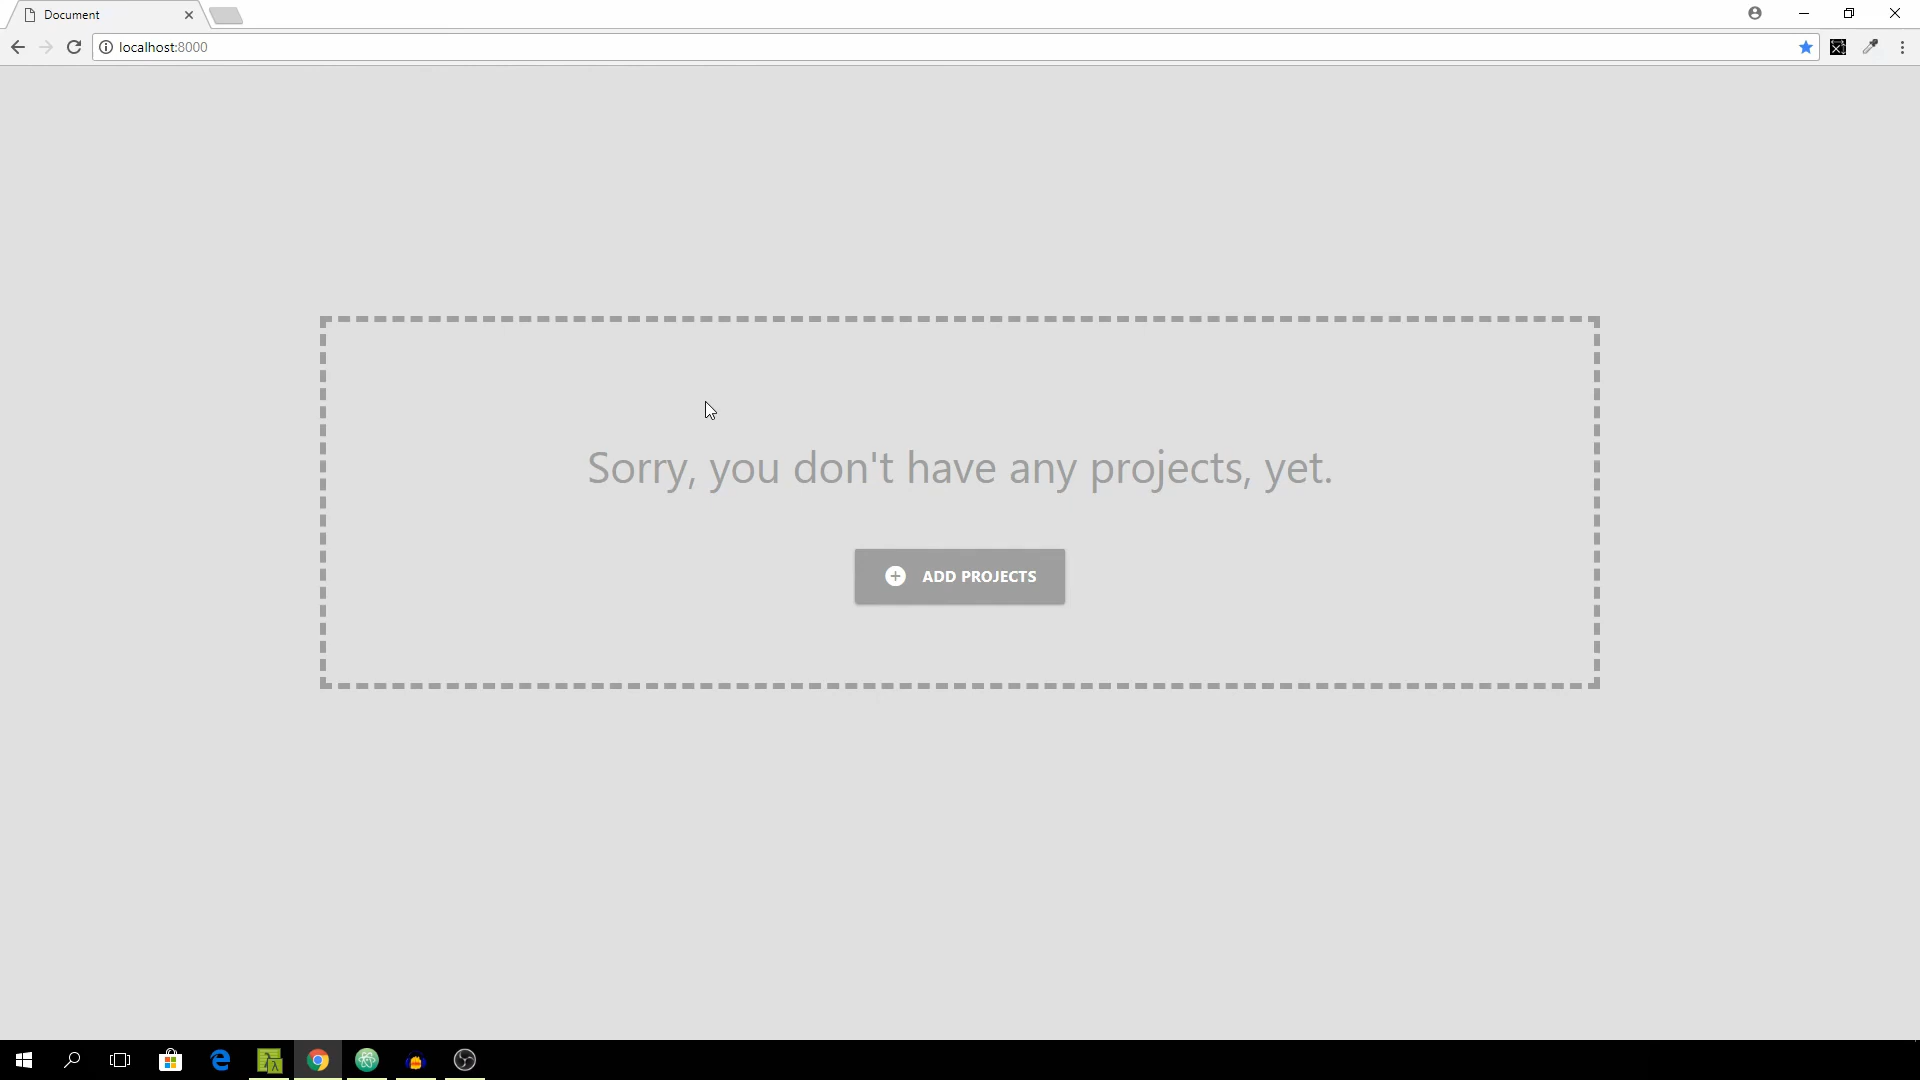 Document
localhost:8000
Sorry, you don't have any projects, yet.
ADD PROJECTS